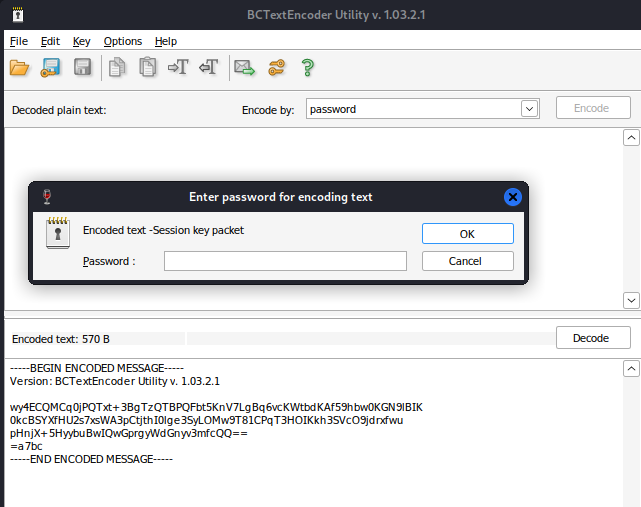 BCTextEncoder Utility v. 1.03.2.1
File Edit Key Options Help
Decoded plain text: Encode by: password Encode
Enter password for encoding text
Encoded text -Session key packet
OK
Password :
Cancel
Encoded text: 570 B Decode
-----BEGIN ENCODED MESSAGE-----
Version: BCTextEncoder Utility v. 1.03.2.1
wy4ECQMCq0jPQTxt+3BgTzQTBPQFbt5KnV7LgBq6vcKWtbdKAf59hbw0KGN9IBIK
0kcBSYXfHU2s7xsWA3pCtjthI0lge3SyLOMw9T81CPqT3HOIKkh3SVcO9jdrxfwu
pHnjX+5HyybuBwIQwGprgyWdGnyv3mfcQQ==
=a7bc
-----END ENCODED MESSAGE-----